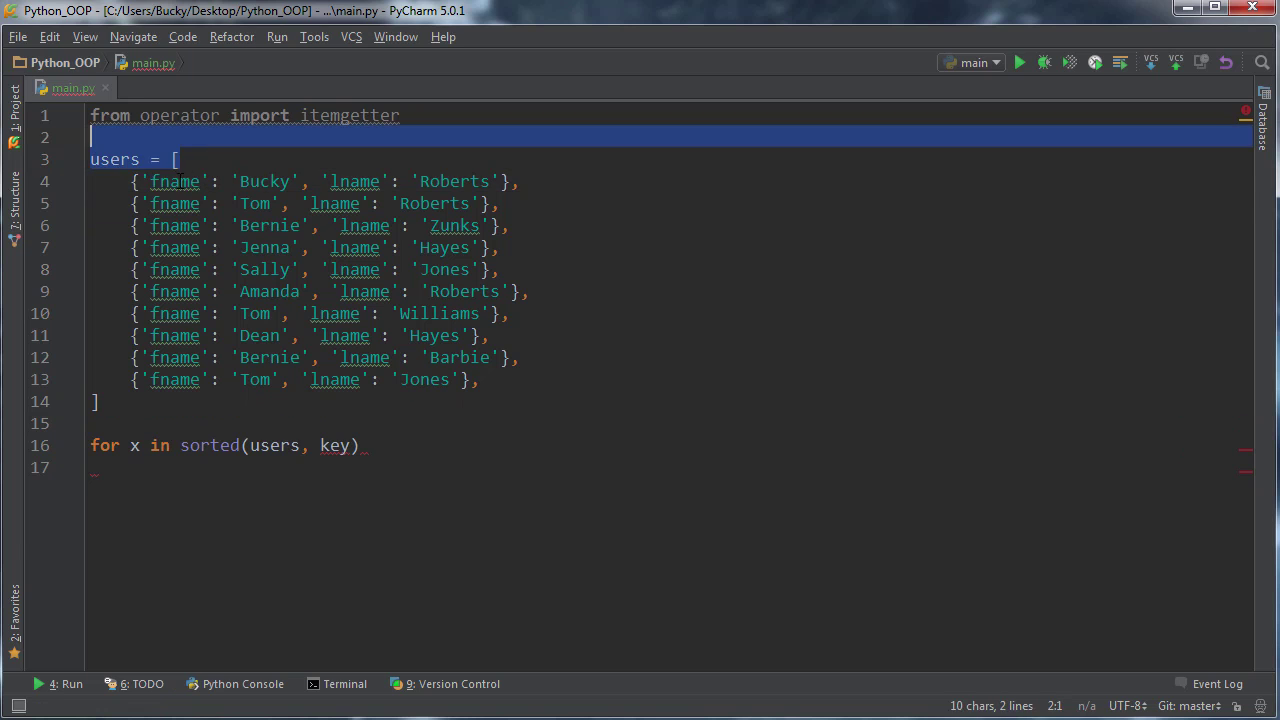 Python_OOP - [C:/Users/Bucky/Desktop/Python_OOP] - ...\main.py - PyCharm 5.0.1
File Edit View Navigate Code Refactor Run Tools VCS Window Help
Python_OOP main.py main VCS VCS
1: Project
7: Structure
2: Favorites
main.py
Database
1 from operator import itemgetter
2
3 users = [
4 {'fname': 'Bucky', 'lname': 'Roberts'},
5 {'fname': 'Tom', 'lname': 'Roberts'},
6 {'fname': 'Bernie', 'lname': 'Zunks'},
7 {'fname': 'Jenna', 'lname': 'Hayes'},
8 {'fname': 'Sally', 'lname': 'Jones'},
9 {'fname': 'Amanda', 'lname': 'Roberts'},
10 {'fname': 'Tom', 'lname': 'Williams'},
11 {'fname': 'Dean', 'lname': 'Hayes'},
12 {'fname': 'Bernie', 'lname': 'Barbie'},
13 {'fname': 'Tom', 'lname': 'Jones'},
14 ]
15
16 for x in sorted(users, key)
17
4: Run 6: TODO Python Console Terminal 9: Version Control Event Log
10 chars, 2 lines 2:1 n/a UTF-8 Git: master